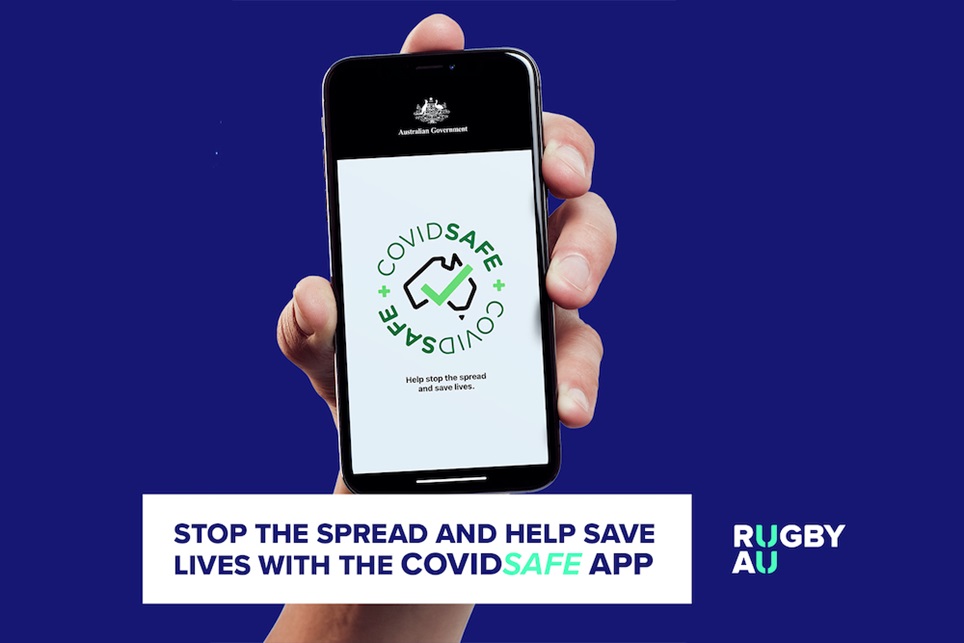 Australian Government
COVIDSAFE + COVIDSAFE +
Help stop the spread
and save lives.
STOP THE SPREAD AND HELP SAVE
LIVES WITH THE COVIDSAFE APP
RUGBY
AU